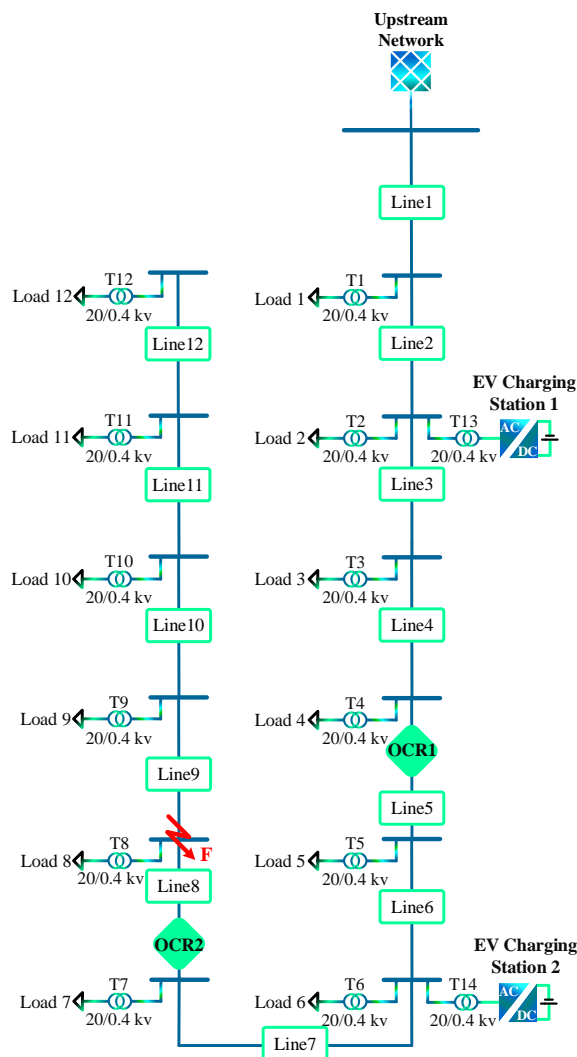 Upstream
Network
Line1
T12
Load 12
20/0.4 kv
T1
Load 1
20/0.4 kv
Line12
Line2
EV Charging
Station 1
T11
Load 11
20/0.4 kv
T2
Load 2
20/0.4 kv
T13
20/0.4 kv
AC
DC
Line11
Line3
T10
Load 10
20/0.4 kv
T3
Load 3
20/0.4 kv
Line10
Line4
T9
Load 9
20/0.4 kv
T4
Load 4
20/0.4 kv
OCR1
Line9
Line5
F
T8
Load 8
20/0.4 kv
T5
Load 5
20/0.4 kv
Line8
Line6
OCR2
EV Charging
Station 2
T7
Load 7
20/0.4 kv
T6
Load 6
20/0.4 kv
T14
20/0.4 kv
AC
DC
Line7